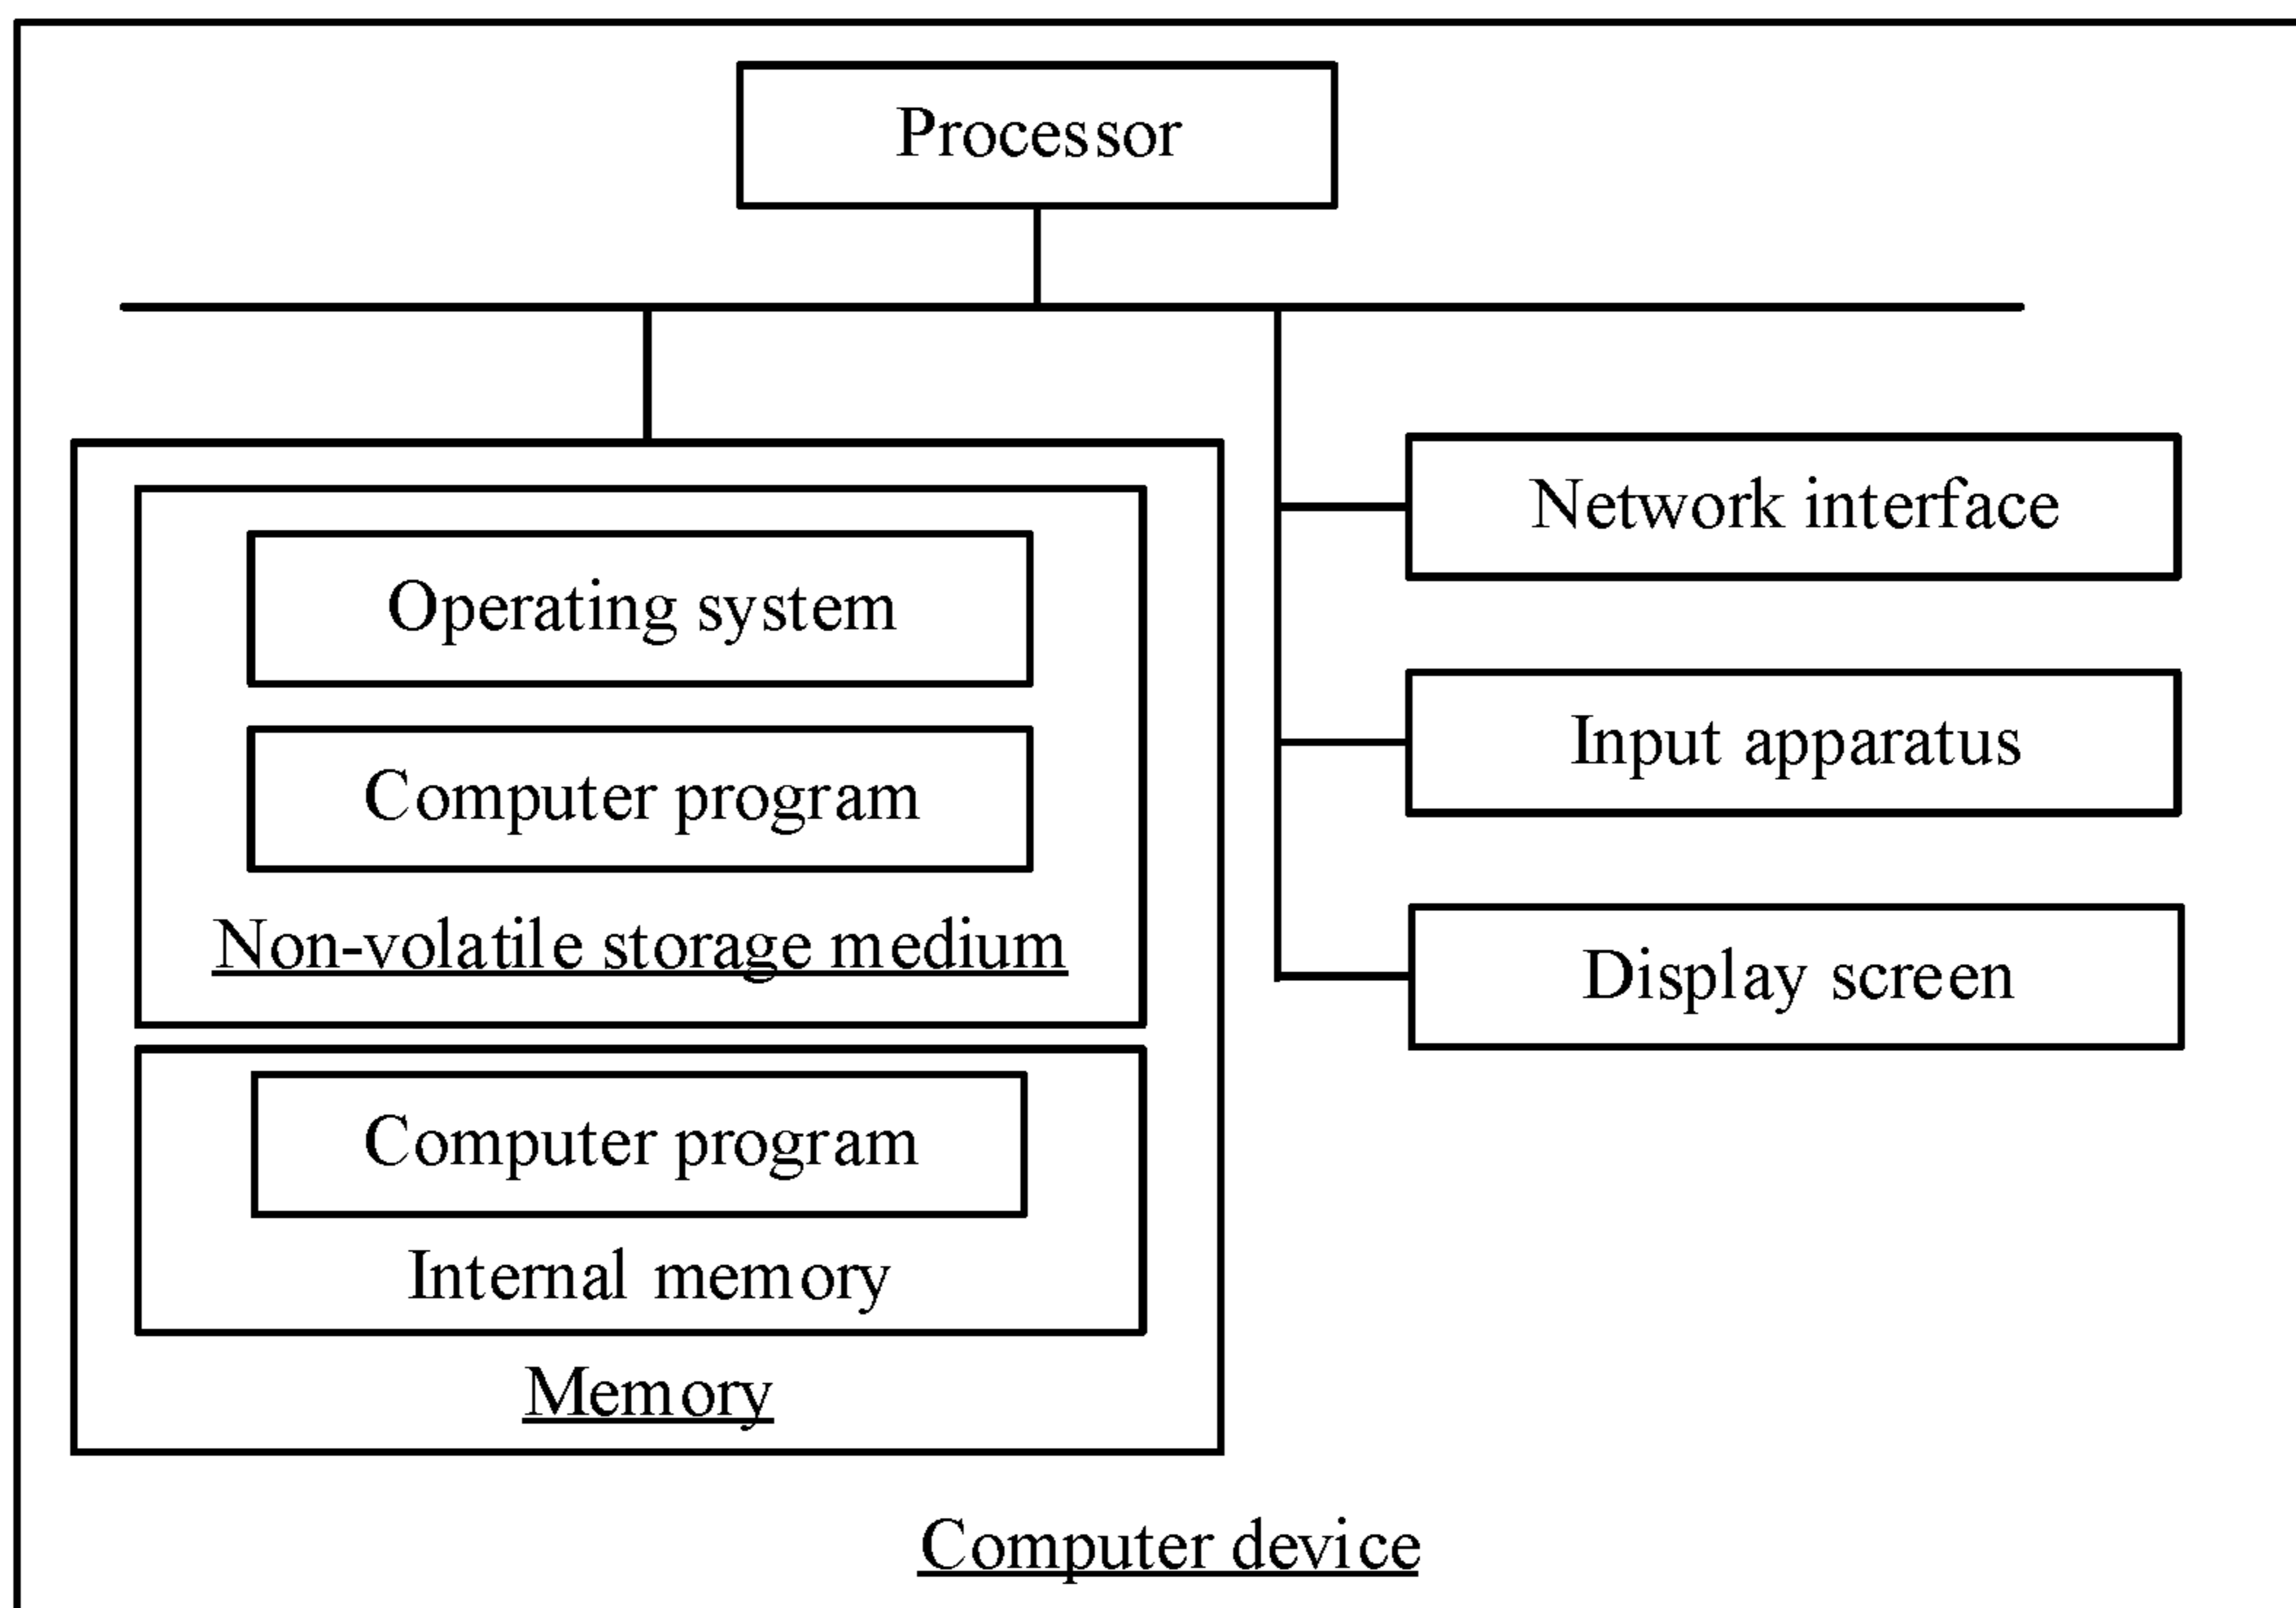 Processor
Operating system
Computer program
Non-volatile storage medium
Computer program
Internal memory
Memory
Network interface
Input apparatus
Display screen
Computer device